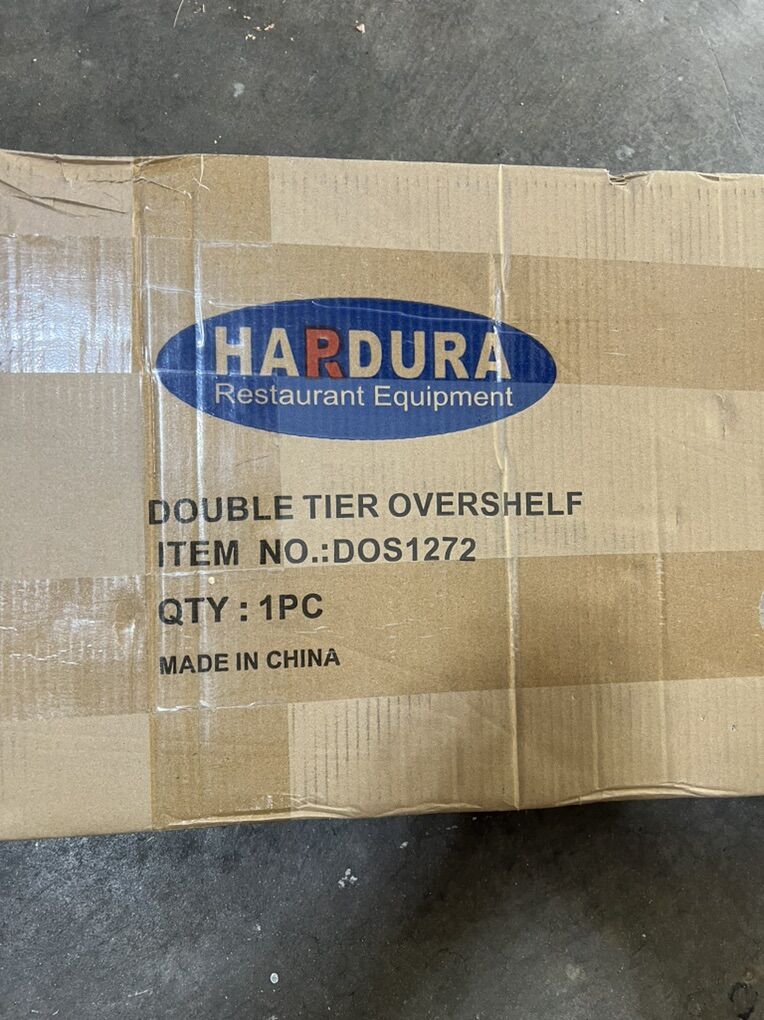 HARDURA
Restaurant Equipment
DOUBLE TIER OVERSHELF
ITEM NO.:DOS1272
QTY : 1PC
MADE IN CHINA